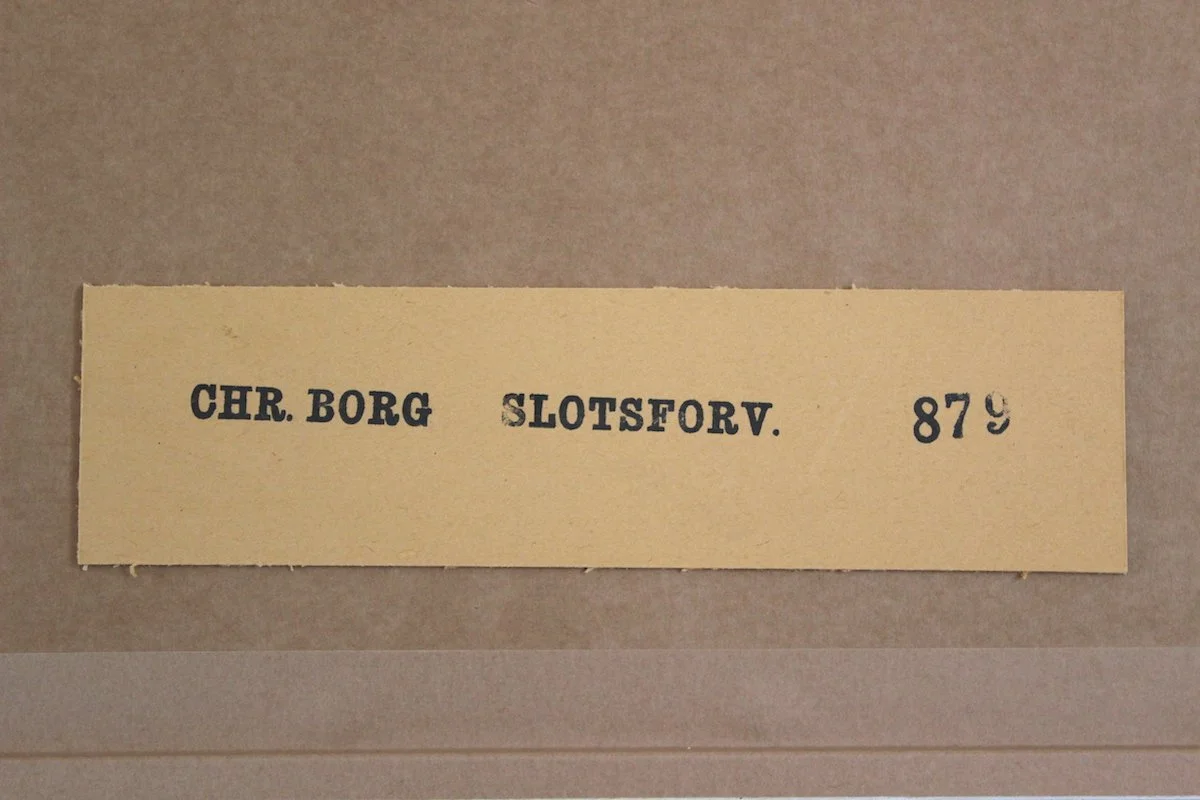 CHR. BORG SLOTSFORV. 879